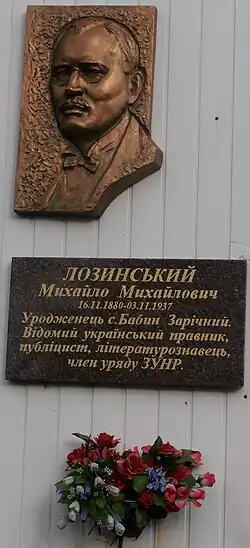 ЛОЗИНСЬКИЙ
Михайло Михайлович
16.11.1880-03.11.1937
Уродженець с.Бабин Зарічний.
Відомий український правник,
публіцист, літературознавець,
член уряду ЗУНР.